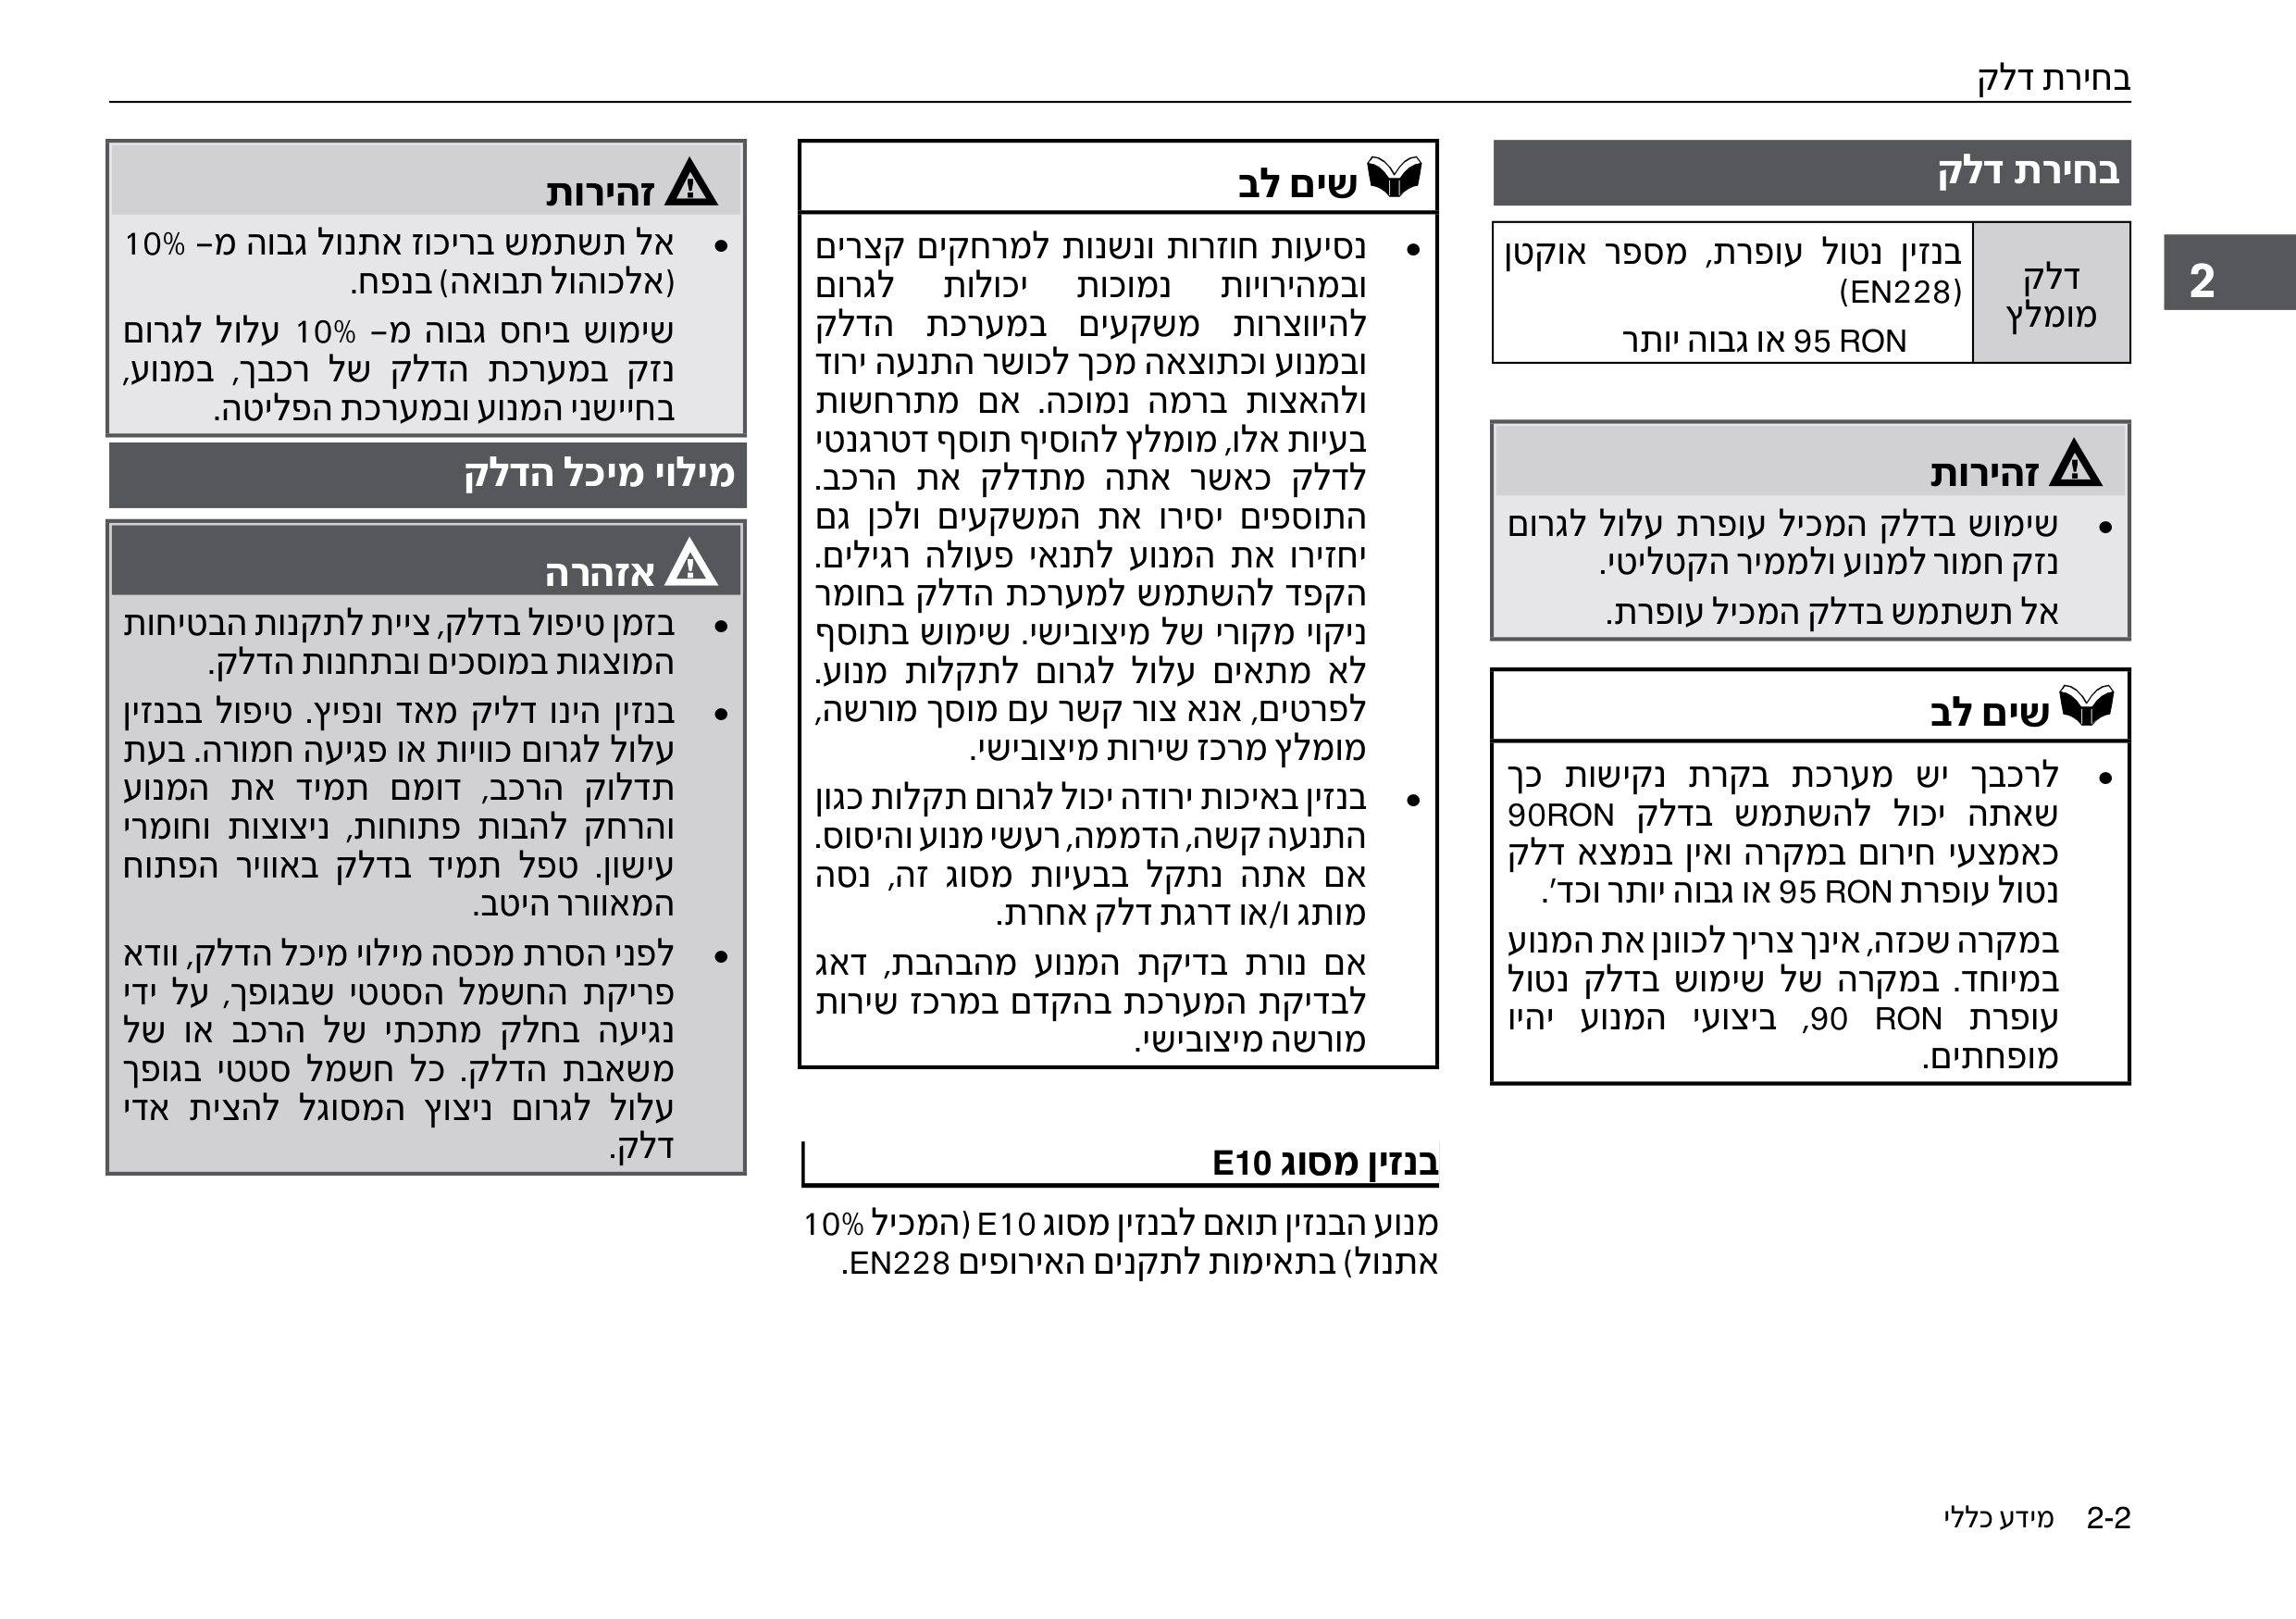 בחירת דלק
2
בחירת דלק
דלק
מומלץ
בנזין נטול עופרת, מספר אוקטן
(EN228)
95 RON או גבוה יותר
זהירות
• שימוש בדלק המכיל עופרת עלול לגרום
נזק חמור למנוע ולממיר הקטליטי.
אל תשתמש בדלק המכיל עופרת.
שים לב
• לרכבך יש מערכת בקרת נקישות כך
שאתה יכול להשתמש בדלק 90RON
כאמצעי חירום במקרה ואין בנמצא דלק
נטול עופרת 95 RON או גבוה יותר וכד'.
במקרה שכזה, אינך צריך לכוונן את המנוע
במיוחד. במקרה של שימוש בדלק נטול
עופרת 90 RON, ביצועי המנוע יהיו
מופחתים.
שים לב
• נסיעות חוזרות ונשנות למרחקים קצרים
ובמהירויות נמוכות יכולות לגרום
להיווצרות משקעים במערכת הדלק
ובמנוע וכתוצאה מכך לכושר התנעה ירוד
ולהאצות ברמה נמוכה. אם מתרחשות
בעיות אלו, מומלץ להוסיף תוסף דטרגנטי
לדלק כאשר אתה מתדלק את הרכב.
התוספים יסירו את המשקעים ולכן גם
יחזירו את המנוע לתנאי פעולה רגילים.
הקפד להשתמש למערכת הדלק בחומר
ניקוי מקורי של מיצובישי. שימוש בתוסף
לא מתאים עלול לגרום לתקלות מנוע.
לפרטים, אנא צור קשר עם מוסך מורשה,
מומלץ מרכז שירות מיצובישי.
• בנזין באיכות ירודה יכול לגרום תקלות כגון
התנעה קשה, הדממה, רעשי מנוע והיסוס.
אם אתה נתקל בבעיות מסוג זה, נסה
מותג ו/או דרגת דלק אחרת.
אם נורת בדיקת המנוע מהבהבת, דאג
לבדיקת המערכת בהקדם במרכז שירות
מורשה מיצובישי.
בנזין מסוג E10
מנוע הבנזין תואם לבנזין מסוג E10 (המכיל 10%
אתנול) בתאימות לתקנים האירופים EN228.
זהירות
• אל תשתמש בריכוז אתנול גבוה מ– 10%
(אלכוהול תבואה) בנפח.
שימוש ביחס גבוה מ– 10% עלול לגרום
נזק במערכת הדלק של רכבך, במנוע,
בחיישני המנוע ובמערכת הפליטה.
מילוי מיכל הדלק
אזהרה
• בזמן טיפול בדלק, ציית לתקנות הבטיחות
המוצגות במוסכים ובתחנות הדלק.
• בנזין הינו דליק מאד ונפיץ. טיפול בבנזין
עלול לגרום כוויות או פגיעה חמורה. בעת
תדלוק הרכב, דומם תמיד את המנוע
והרחק להבות פתוחות, ניצוצות וחומרי
עישון. טפל תמיד בדלק באוויר הפתוח
המאוורר היטב.
• לפני הסרת מכסה מילוי מיכל הדלק, וודא
פריקת החשמל הסטטי שבגופך, על ידי
נגיעה בחלק מתכתי של הרכב או של
משאבת הדלק. כל חשמל סטטי בגופך
עלול לגרום ניצוץ המסוגל להצית אדי
דלק.
2-2 מידע כללי